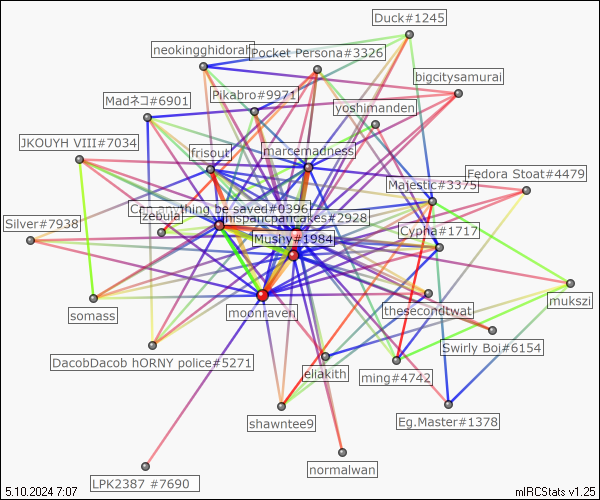 Duck#1245
neokingghidorah
Pocket Persona#3326
bigcitysamurai
Pikabro#9971
Madネコ#6901
yoshimanden
JKOUYH VIII#7034
frisout
marcemadness
Fedora Stoat#4479
Majestic#3375
Silver#7938
zebula
be saved#0396
#2928
Mushy#1984
Cypha#1717
moonraven
somass
thesecondtwat
mukszi
Swirly Boi#6154
DacobDacob hORNY police#5271
eliakith
ming#4742
shawntee9
Eg.Master#1378
normalwan
LPK2387 #7690
5.10.2024 7:07
mIRCStats v1.25